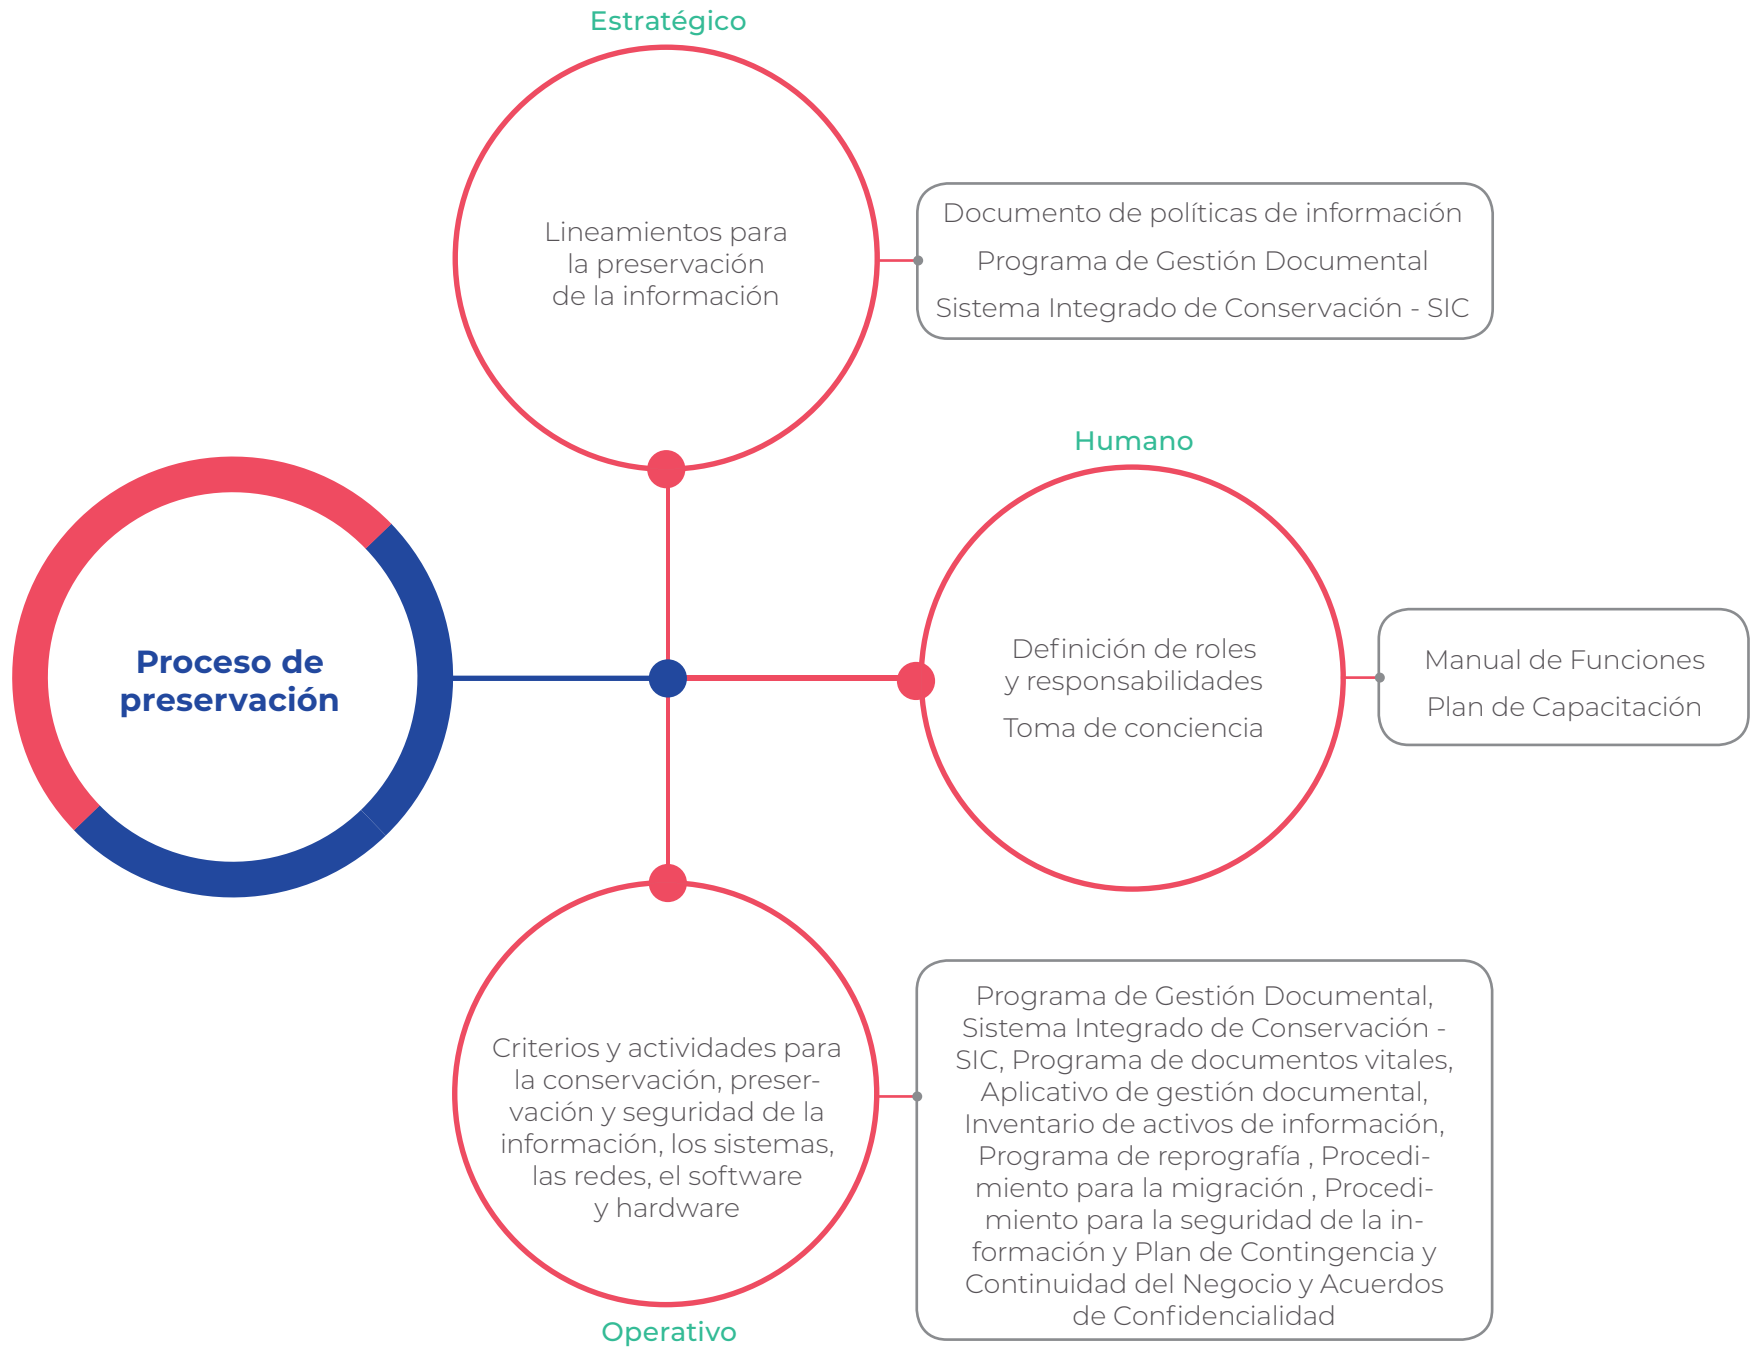 Estratégico
Lineamientos para
la preservación
de la información
Documento de políticas de información
Programa de Gestión Documental
Sistema Integrado de Conservación - SIC
Humano
Definición de roles
y responsabilidades
Toma de conciencia
Manual de Funciones
Plan de Capacitación
Proceso de
preservación
Criterios y actividades para
la conservación, preser-
vación y seguridad de la
información, los sistemas,
las redes, el software
y hardware
Operativo
Programa de Gestión Documental,
Sistema Integrado de Conservación -
SIC, Programa de documentos vitales,
Aplicativo de gestión documental,
Inventario de activos de información,
Programa de reprografía , Procedi-
miento para la migración , Procedi-
miento para la seguridad de la in-
formación y Plan de Contingencia y
Continuidad del Negocio y Acuerdos
de Confidencialidad